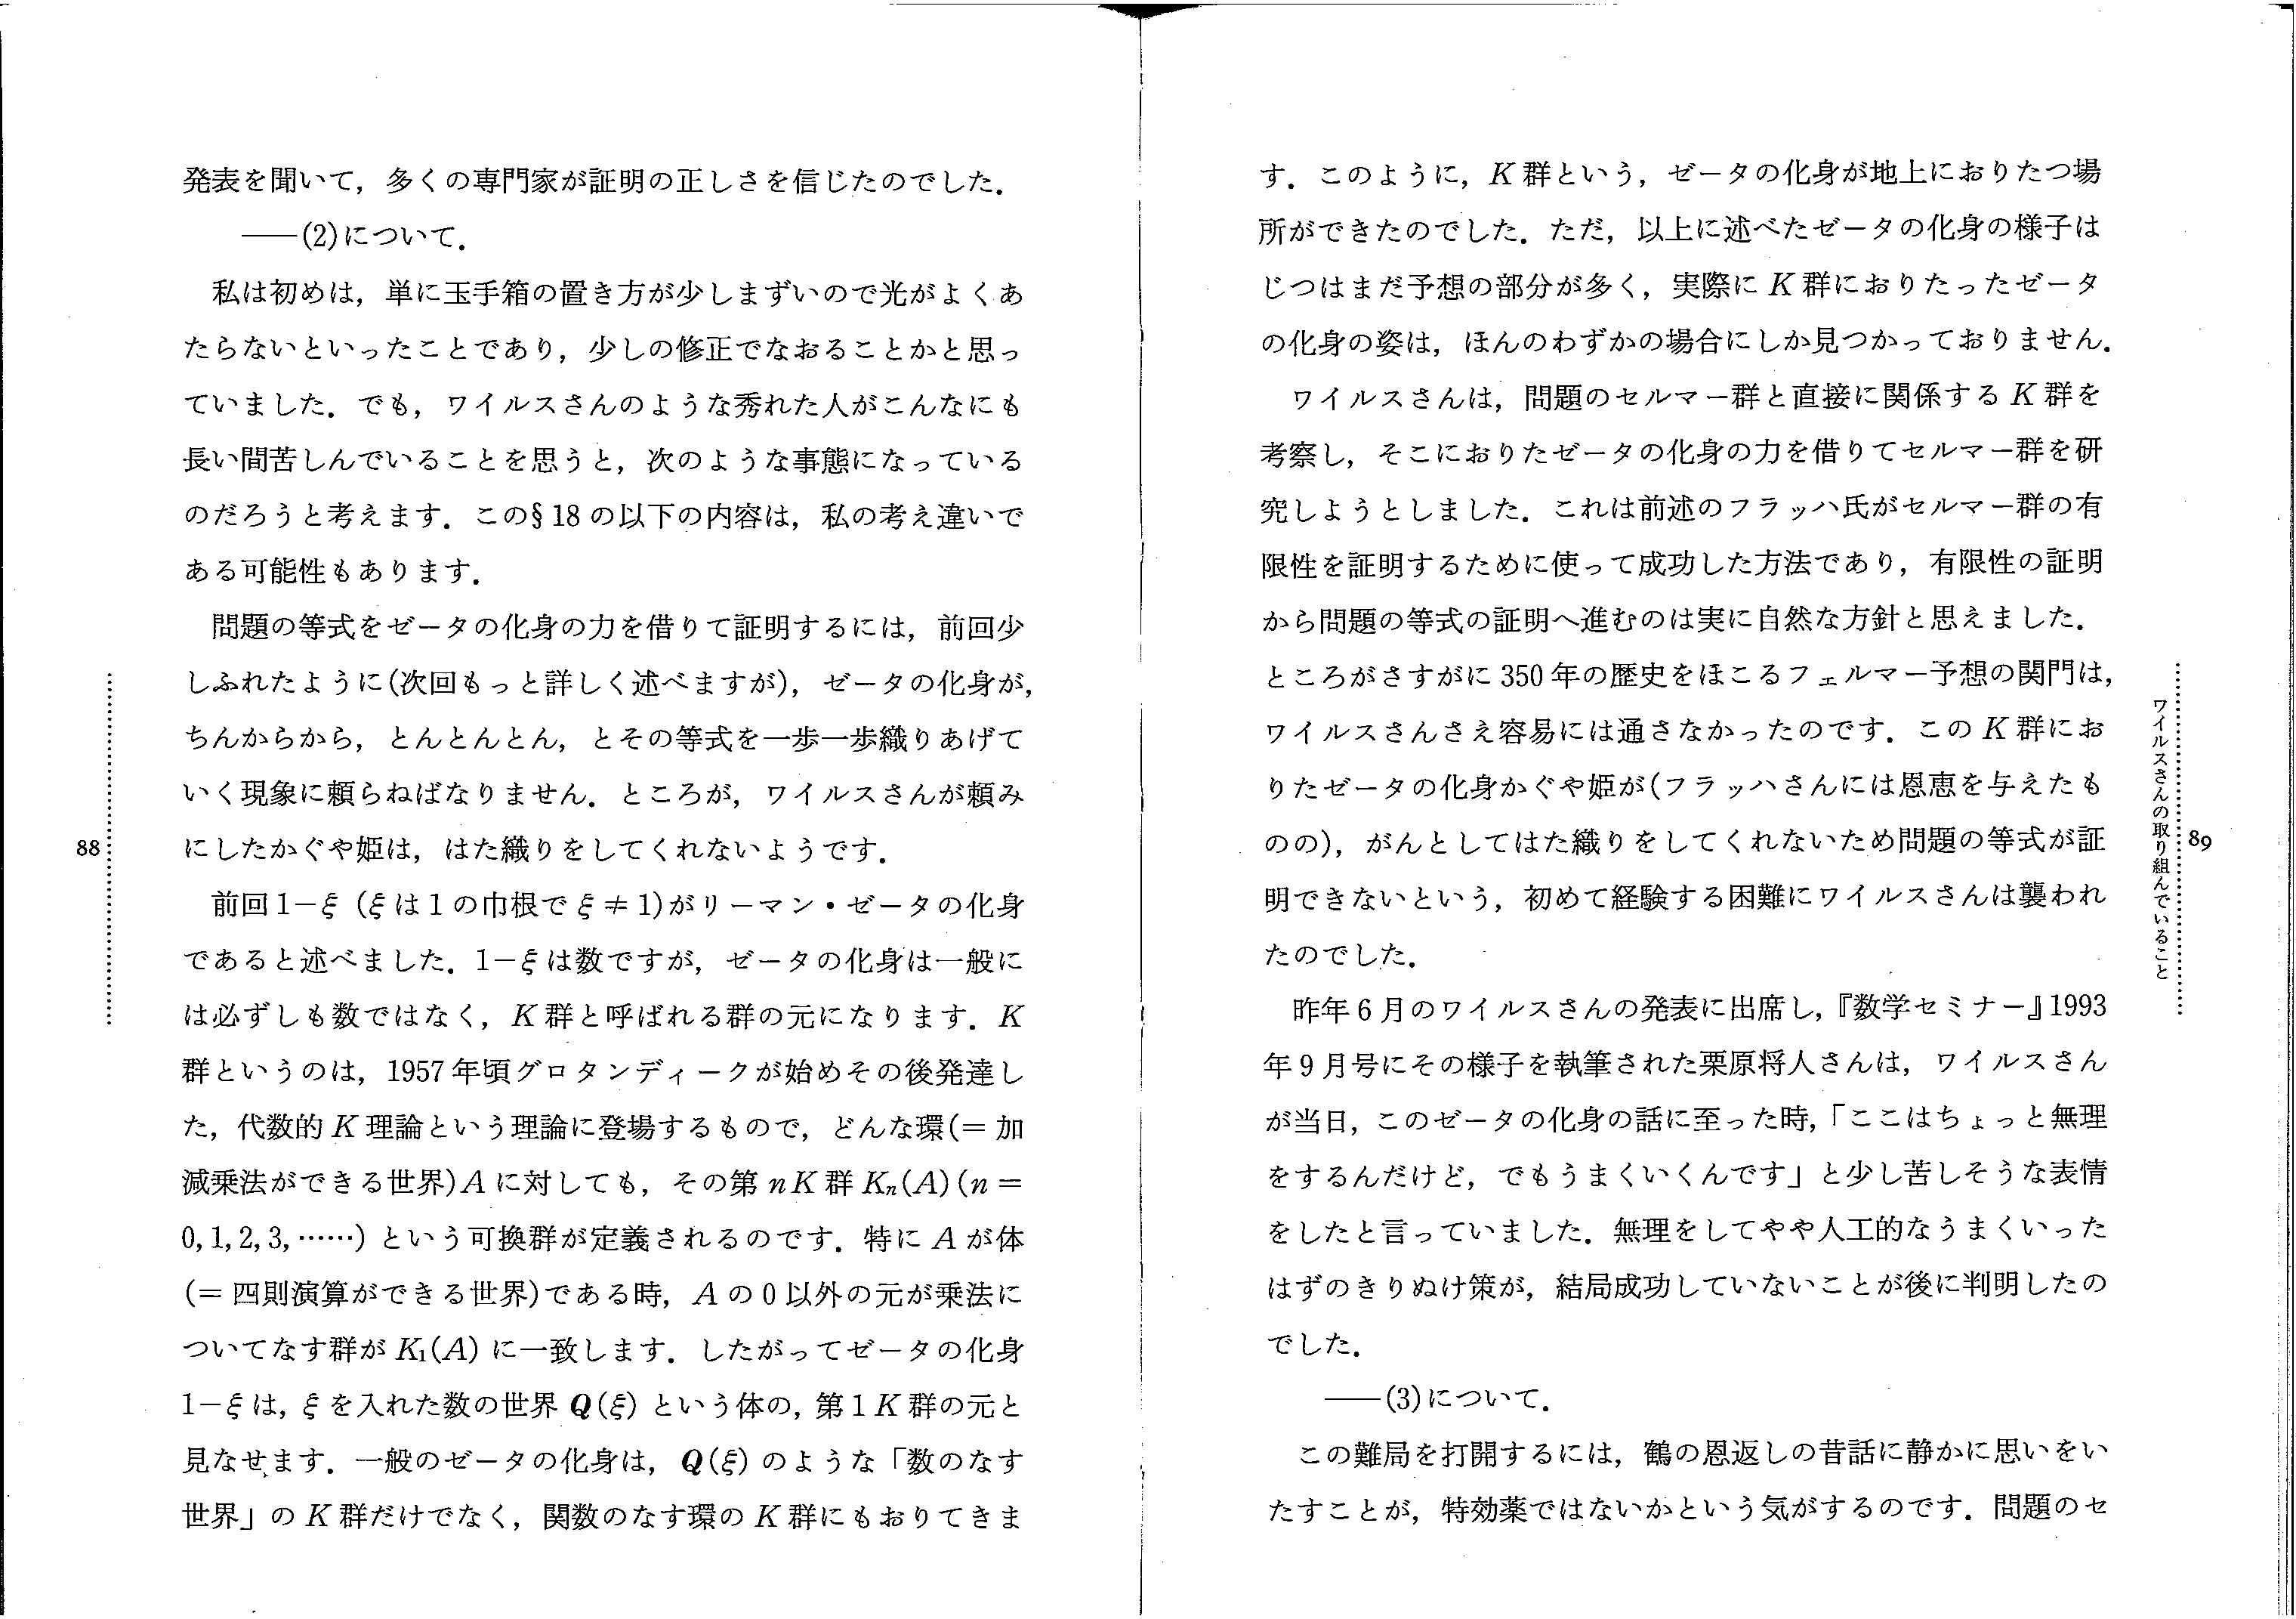 発表を聞いて，多くの専門家が証明の正しさを信じたのでした．
――(2)について．
私は初めは，単に玉手箱の置き方が少しまずいので光がよくあ
たらないといったことであり，少しの修正でなおることかと思っ
ていました．でも，ワイルスさんのような秀れた人がこんなにも
長い間苦しんでいることを思うと，次のような事態になっている
のだろうと考えます．この§18の以下の内容は，私の考え違いで
ある可能性もあります．
問題の等式をゼータの化身の力を借りて証明するには，前回少
しふれたように(次回もっと詳しく述べますが)，ゼータの化身が，
ちんからから，とんとんとん，とその等式を一歩一歩織りあげて
いく現象に頼らねばなりません．ところが，ワイルスさんが頼み
にしたかぐや姫は，はた織りをしてくれないようです．
前回1−ξ (ξは1の巾根でξ≠1)がリーマン・ゼータの化身
であると述べました．1−ξは数ですが，ゼータの化身は一般に
は必ずしも数ではなく，K群と呼ばれる群の元になります．K
群というのは，1957年頃グロタンディークが始めその後発達し
た，代数的K理論という理論に登場するもので，どんな環(＝加
減乗法ができる世界)Aに対しても，その第nK群Kₙ(A)(n＝
0,1,2,3,……)という可換群が定義されるのです．特にAが体
(＝四則演算ができる世界)である時，Aの0以外の元が乗法に
ついてなす群がK₁(A)に一致します．したがってゼータの化身
1−ξは，ξを入れた数の世界Q(ξ)という体の，第1K群の元と
見なせます．一般のゼータの化身は，Q(ξ)のような「数のなす
世界」のK群だけでなく，関数のなす環のK群にもおりてきま
88
す．このように，K群という，ゼータの化身が地上におりたつ場
所ができたのでした．ただ，以上に述べたゼータの化身の様子は
じつはまだ予想の部分が多く，実際にK群におりたったゼータ
の化身の姿は，ほんのわずかの場合にしか見つかっておりません．
ワイルスさんは，問題のセルマー群と直接に関係するK群を
考察し，そこにおりたゼータの化身の力を借りてセルマー群を研
究しようとしました．これは前述のフラッハ氏がセルマー群の有
限性を証明するために使って成功した方法であり，有限性の証明
から問題の等式の証明へ進むのは実に自然な方針と思えました．
ところがさすがに350年の歴史をほこるフェルマー予想の関門は，
ワイルスさんさえ容易には通さなかったのです．このK群にお
りたゼータの化身かぐや姫が(フラッハさんには恩恵を与えたも
のの)，がんとしてはた織りをしてくれないため問題の等式が証
明できないという，初めて経験する困難にワイルスさんは襲われ
たのでした．
昨年6月のワイルスさんの発表に出席し，『数学セミナー』1993
年9月号にその様子を執筆された栗原将人さんは，ワイルスさん
が当日，このゼータの化身の話に至った時，「ここはちょっと無理
をするんだけど，でもうまくいくんです」と少し苦しそうな表情
をしたと言っていました．無理をしてやや人工的なうまくいった
はずのきりぬけ策が，結局成功していないことが後に判明したの
でした．
――(3)について．
この難局を打開するには，鶴の恩返しの昔話に静かに思いをい
たすことが，特効薬ではないかという気がするのです．問題のセ
ワイルスさんの取り組んでいること
89